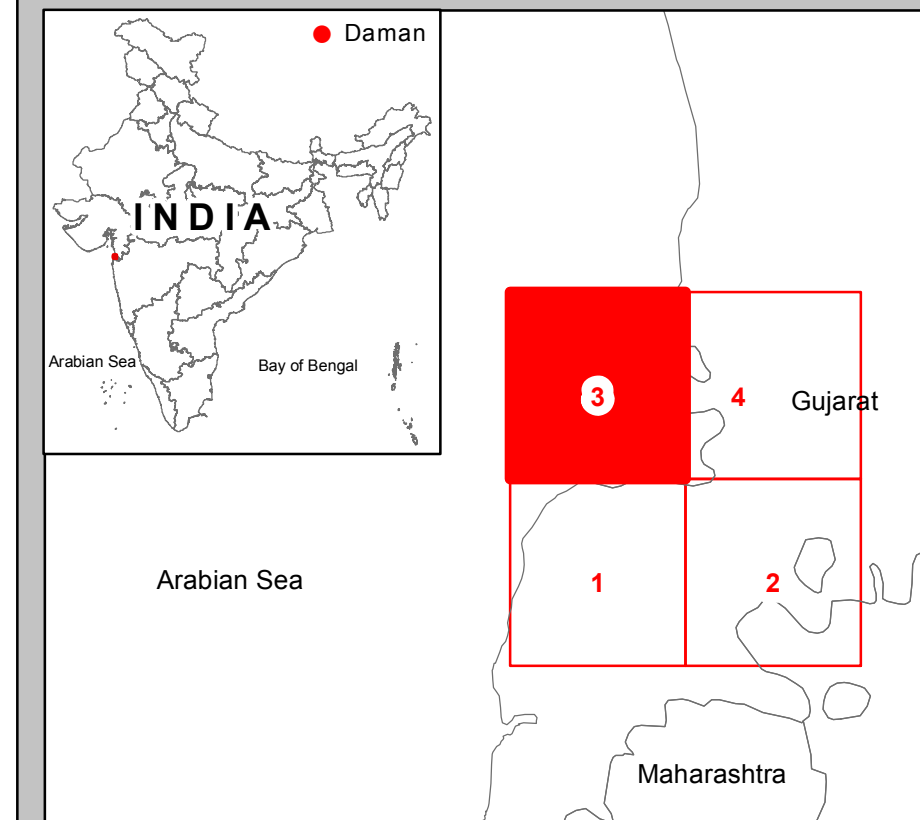 Daman
INDIA
Arabian Sea
Bay of Bengal
3
4
Gujarat
Arabian Sea
1
2
Maharashtra